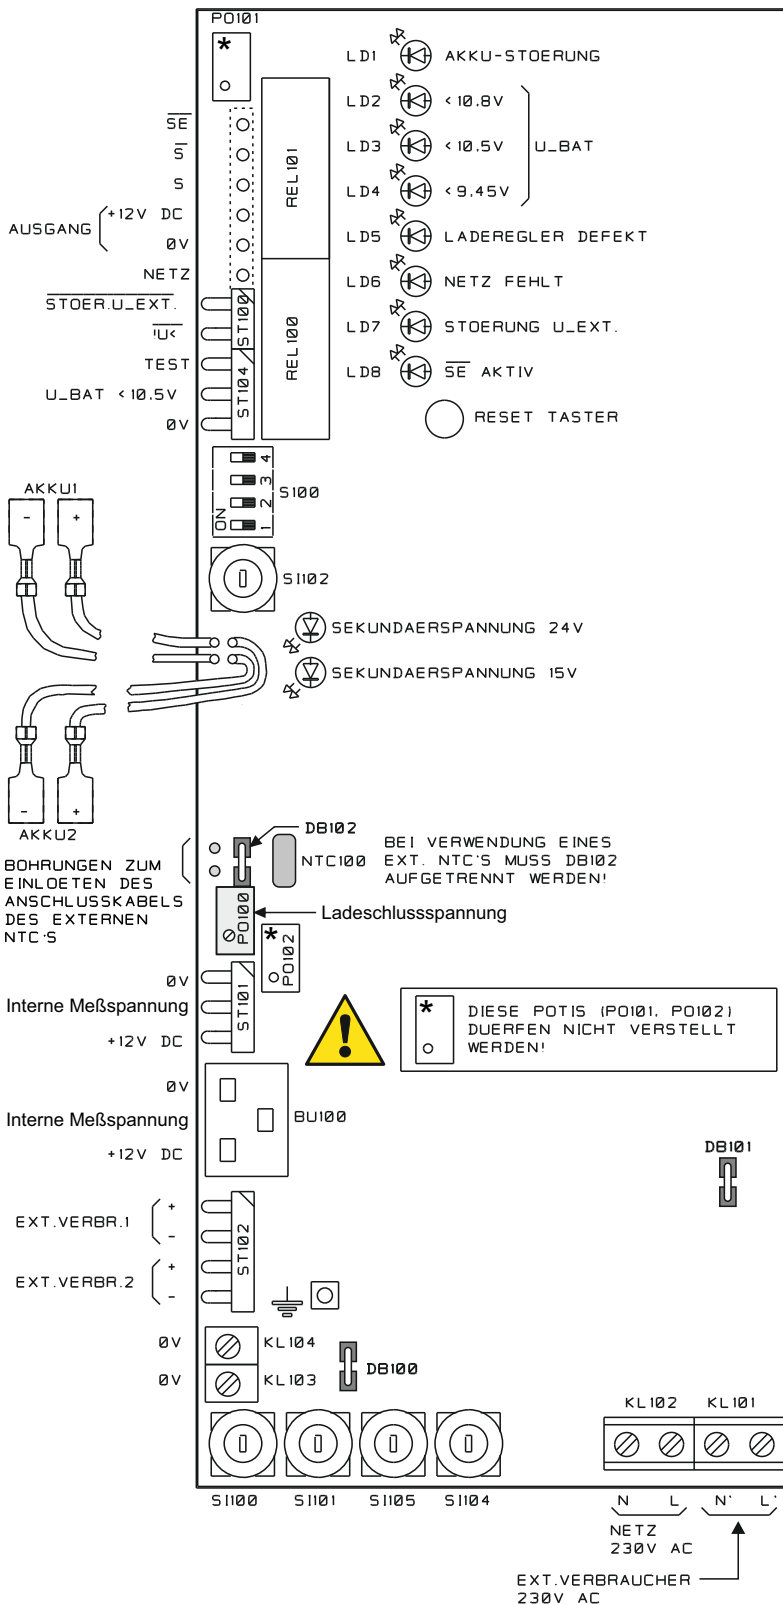 PO101
*
LD1 AKKU-STOERUNG
LD2 <10.8V
LD3 <10.5V U_BAT
LD4 <9.45V
LD5 LADEREGLER DEFEKT
LD6 NETZ FEHLT
LD7 STOERUNG U_EXT.
LD8 S̅E̅ AKTIV
RESET TASTER
S̅E̅
S̅
S
+12V DC
AUSGANG
0V
NETZ
S̅T̅O̅E̅R̅.̅U̅_̅E̅X̅T̅.̅
!̅U̅<̅
TEST
U_BAT <10.5V
0V
REL101
REL100
ST100
ST104
4
3
2
1
ON
S100
AKKU1
- +
SI102
SEKUNDAERSPANNUNG 24V
SEKUNDAERSPANNUNG 15V
- +
AKKU2
DB102
NTC100
BEI VERWENDUNG EINES
EXT. NTC'S MUSS DB102
AUFGETRENNT WERDEN!
BOHRUNGEN ZUM
EINLOETEN DES
ANSCHLUSSKABELS
DES EXTERNEN
NTC'S
PO100
Ladeschlussspannung
*
PO102
0V
Interne Meßspannung
+12V DC
ST101
!
*
DIESE POTIS (PO101, PO102)
DUERFEN NICHT VERSTELLT
WERDEN!
0V
Interne Meßspannung
+12V DC
BU100
DB101
EXT.VERBR.1
+
-
EXT.VERBR.2
+
-
ST102
0V KL104
0V KL103
DB100
KL102 KL101
SI100 SI101 SI105 SI104
N L N' L'
NETZ
230V AC
EXT.VERBRAUCHER
230V AC